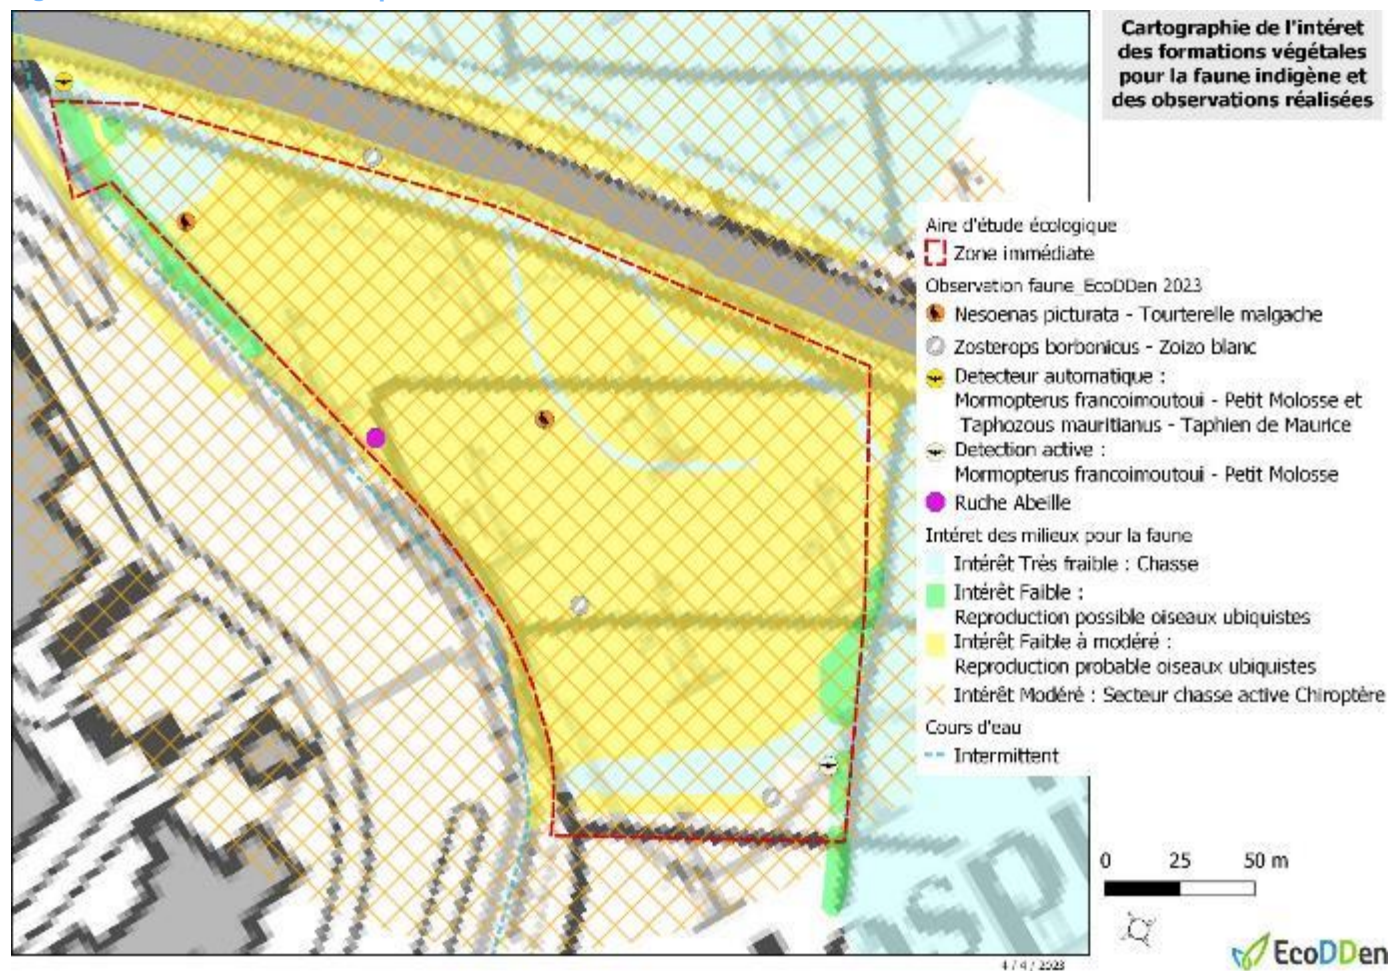 Cartographie de l'intéret
des formations végétales
pour la faune indigène et
des observations réalisées
Aire d'étude écologique
Zone immédiate
Observation faune_EcoDDen 2023
Nesoenas picturata - Tourterelle malgache
Zosterops borbonicus - Zoizo blanc
Detecteur automatique :
Mormopterus francoimoutoui - Petit Molosse et
Taphozous mauritianus - Taphien de Maurice
Detection active :
Mormopterus francoimoutoui - Petit Molosse
Ruche Abeille
Intéret des milieux pour la faune
Intérêt Très fraible : Chasse
Intérêt Faible :
Reproduction possible oiseaux ubiquistes
Intérêt Faible à modéré :
Reproduction probable oiseaux ubiquistes
Intérêt Modéré : Secteur chasse active Chiroptère
Cours d'eau
Intermittent
0 25 50 m
EcoDDen
4/4/2023